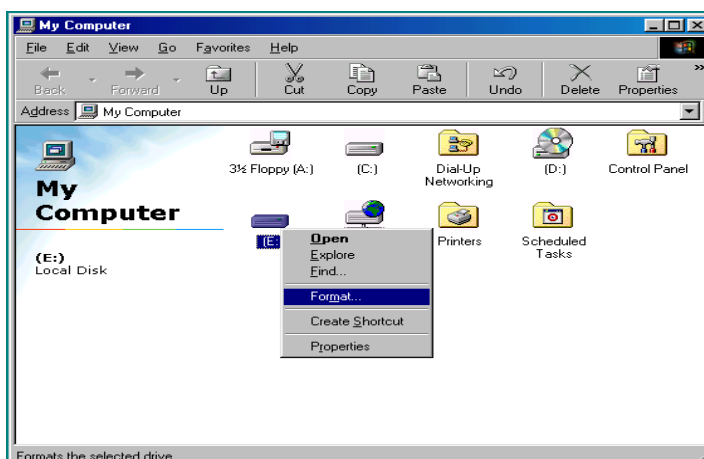 My Computer
File Edit View Go Favorites Help
Back Forward Up Cut Copy Paste Undo Delete Properties »
Address My Computer
3½ Floppy (A:) (C:) Dial-Up Networking (D:) Control Panel
My
Computer
(E: Printers Scheduled Tasks
(E:)
Local Disk
Open
Explore
Find...
Format...
Create Shortcut
Properties
Formats the selected drive.